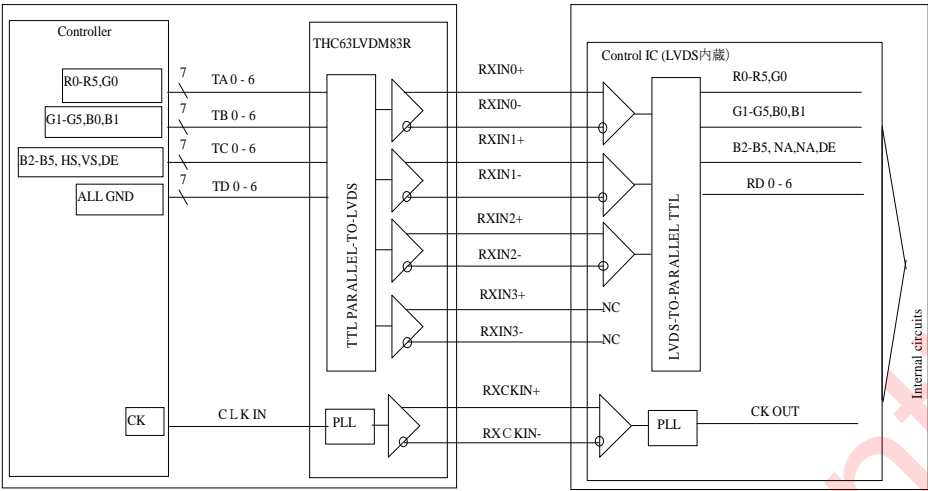 Controller
THC63LVDM83R
Control IC (LVDS内蔵)
R0-R5,G0
7
TA 0 - 6
G1-G5,B0,B1
7
TB 0 - 6
B2-B5, HS,VS,DE
7
TC 0 - 6
ALL GND
7
TD 0 - 6
TTL PARALLEL-TO-LVDS
RXIN0+
RXIN0-
RXIN1+
RXIN1-
RXIN2+
RXIN2-
RXIN3+
NC
RXIN3-
NC
LVDS-TO-PARALLEL TTL
R0-R5,G0
G1-G5,B0,B1
B2-B5, NA,NA,DE
RD 0 - 6
Internal circuits
CK
CLK IN
PLL
RXCKIN+
RXCKIN-
PLL
CK OUT